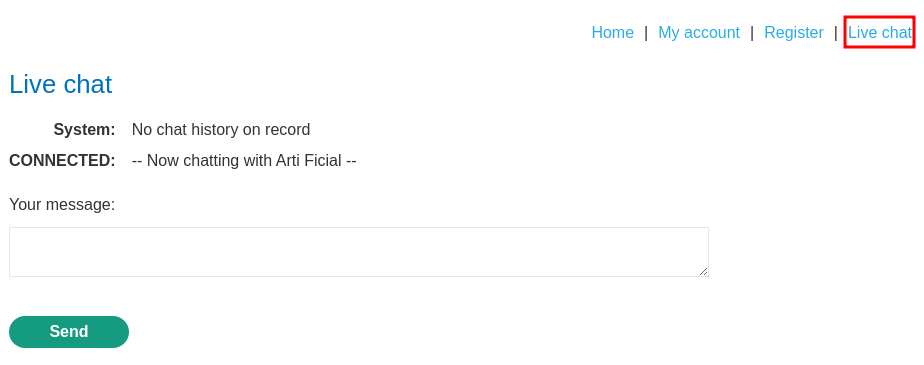 Home | My account | Register | Live chat
Live chat
System: No chat history on record
CONNECTED: -- Now chatting with Arti Ficial --
Your message:
Send